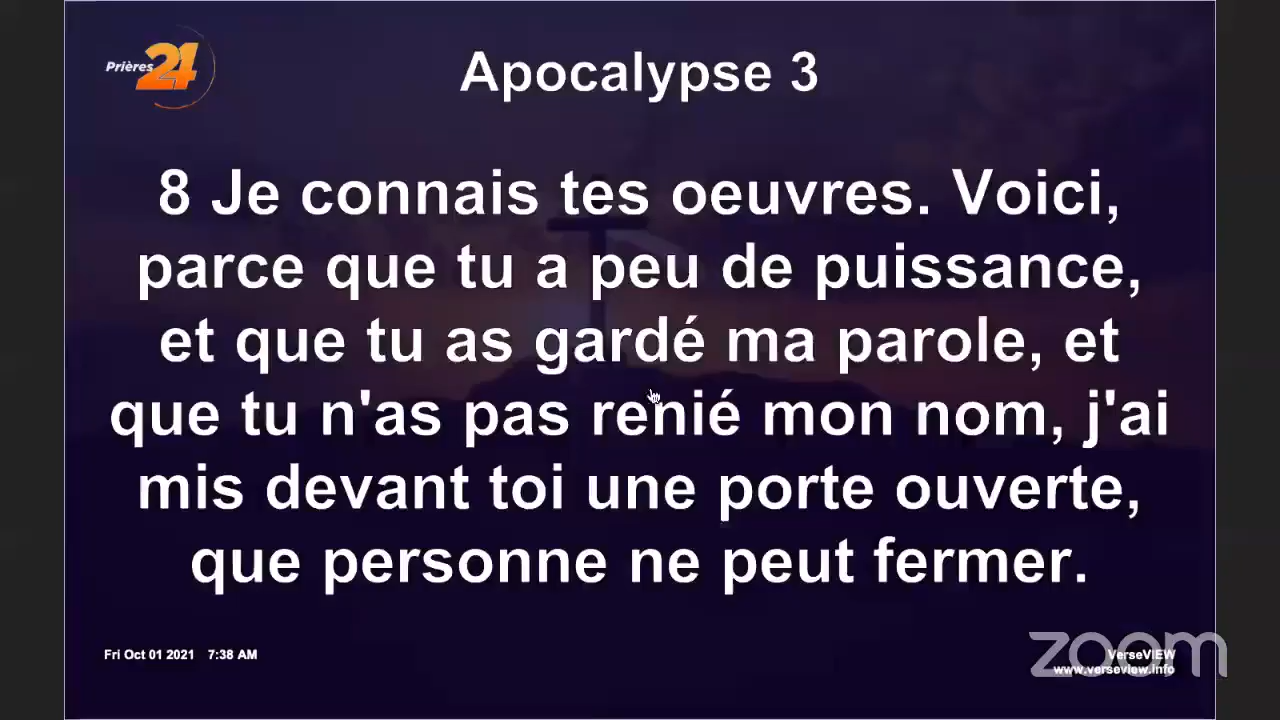 Prières 24
Apocalypse 3
8 Je connais tes oeuvres. Voici,
parce que tu a peu de puissance,
et que tu as gardé ma parole, et
que tu n'as pas renié mon nom, j'ai
mis devant toi une porte ouverte,
que personne ne peut fermer.
Fri Oct 01 2021 7:38 AM
zoom
VerseVIEW
www.verseview.info